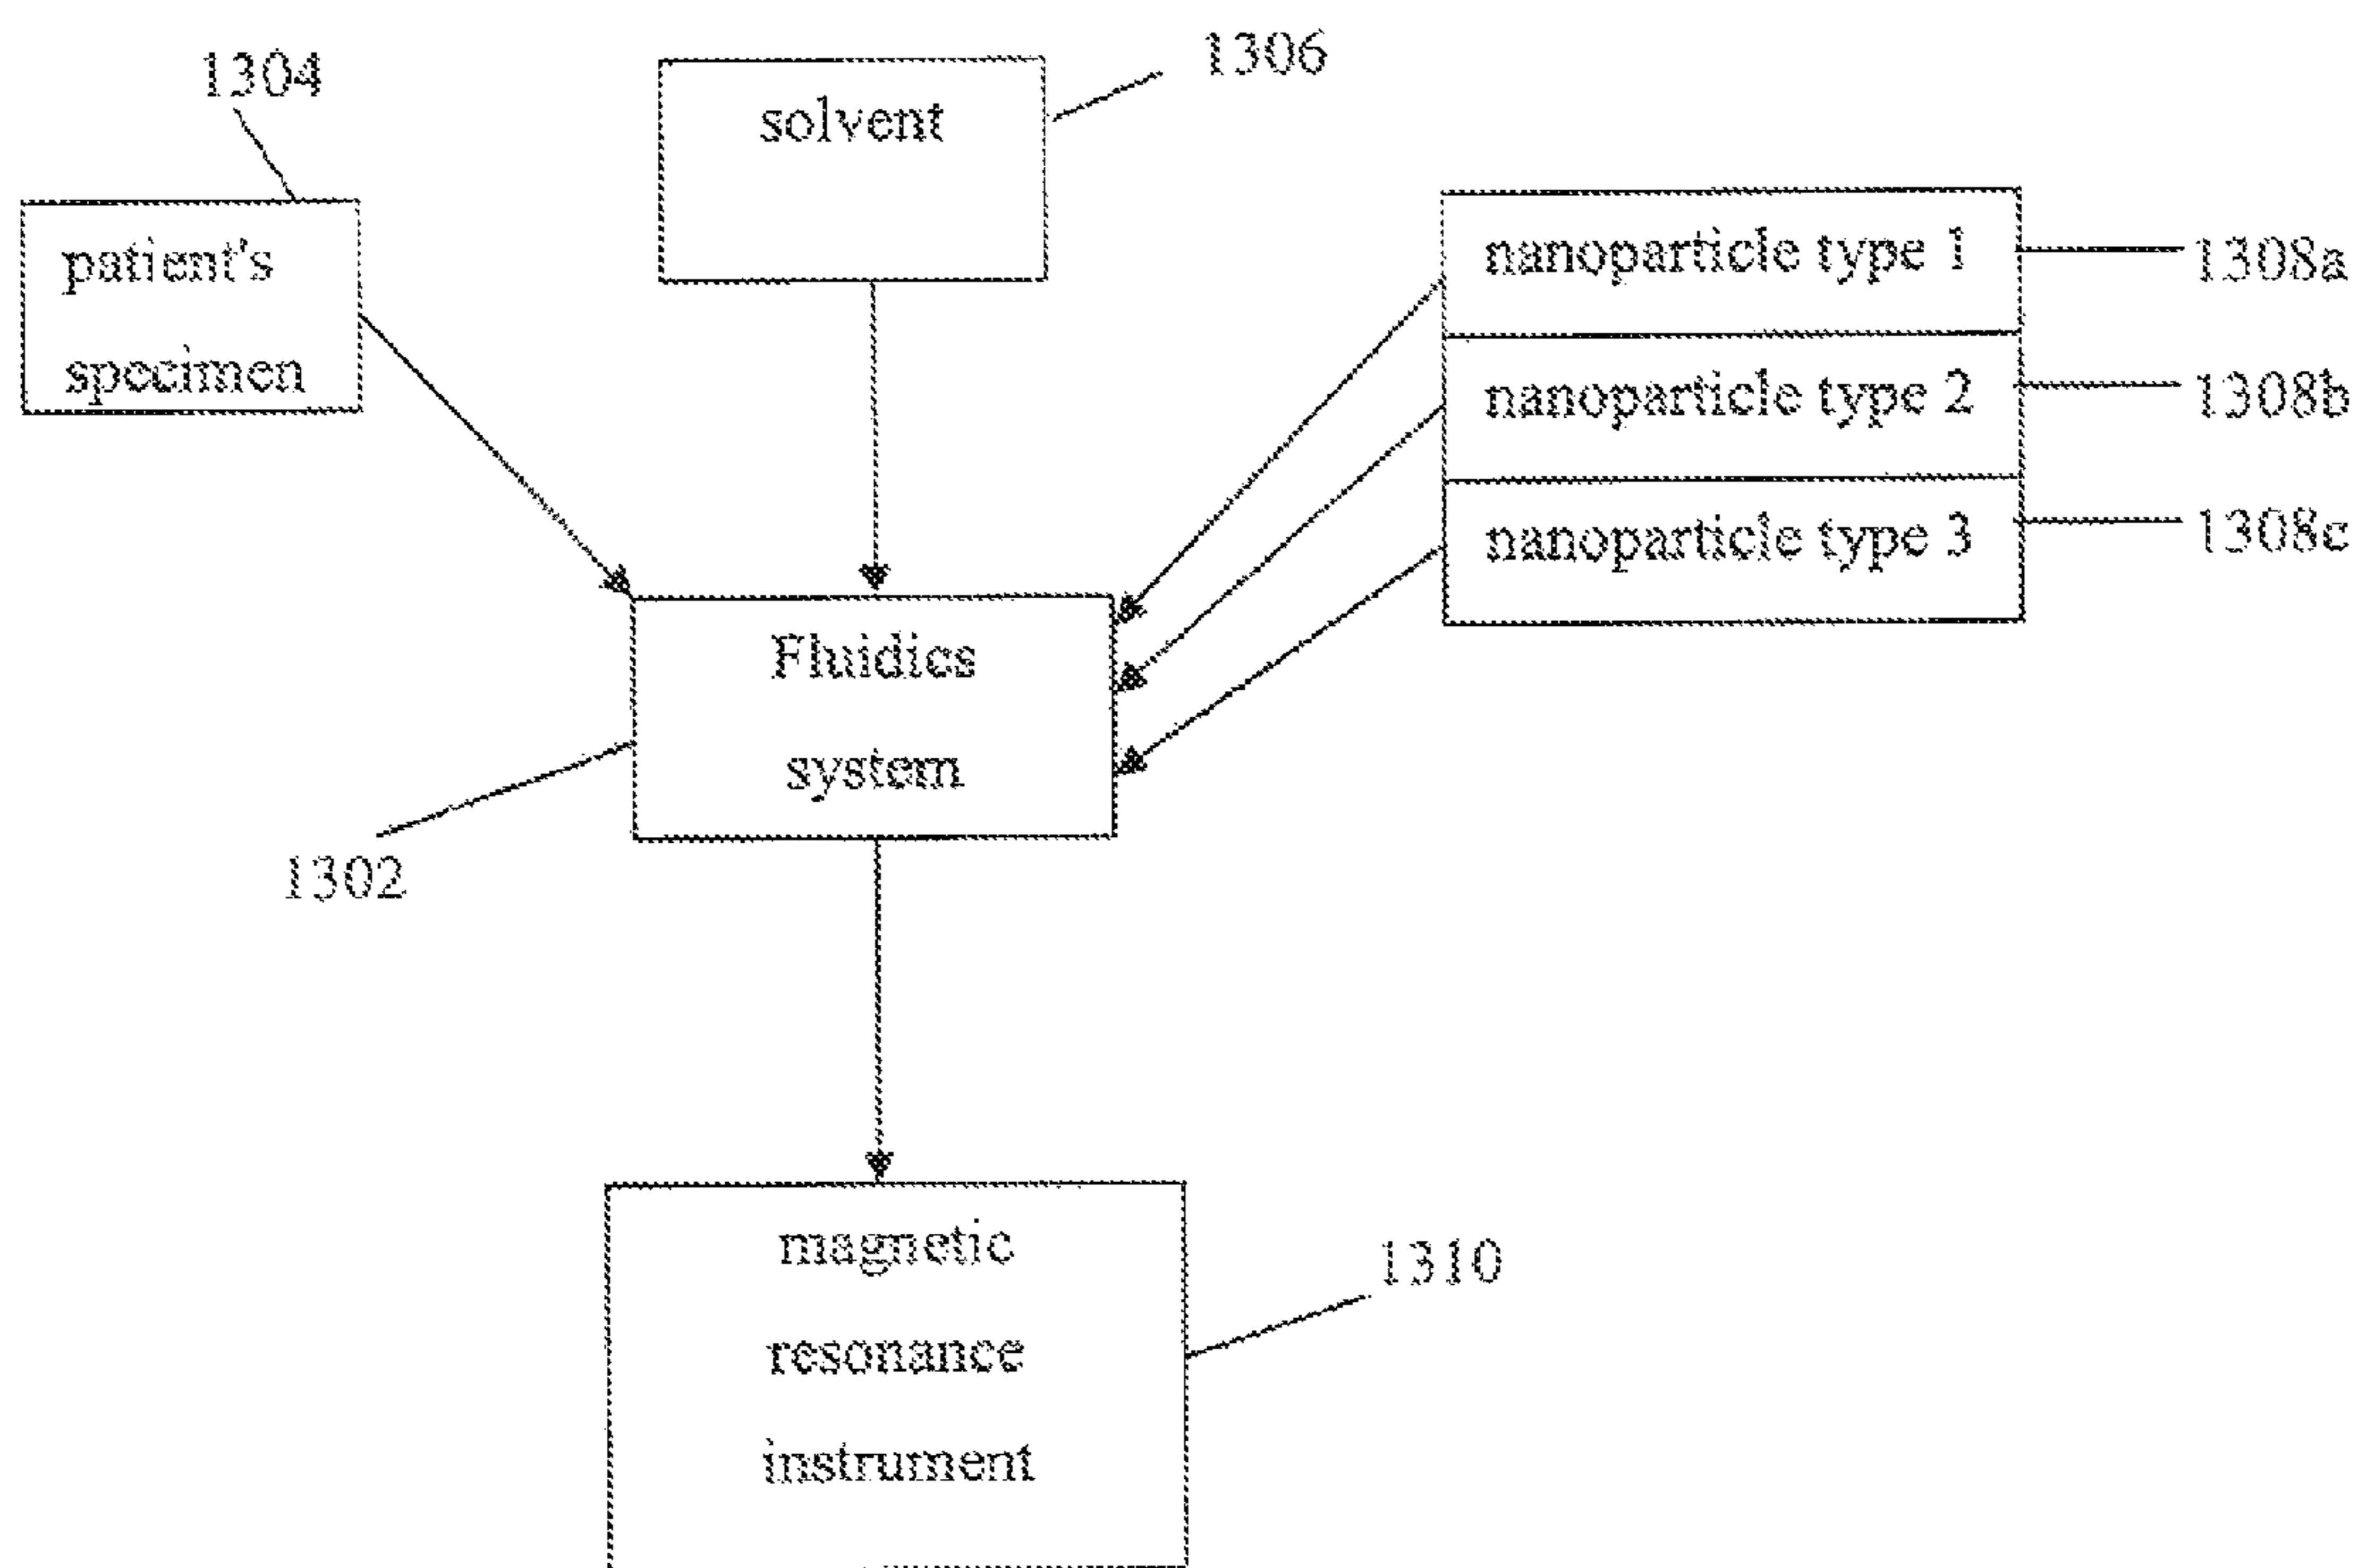 1304
1306
solvent
patient's
specimen
nanoparticle type 1
1308a
nanoparticle type 2
1308b
nanoparticle type 3
1308c
Fluidics
system
1302
magnetic
resonance
instrument
1310